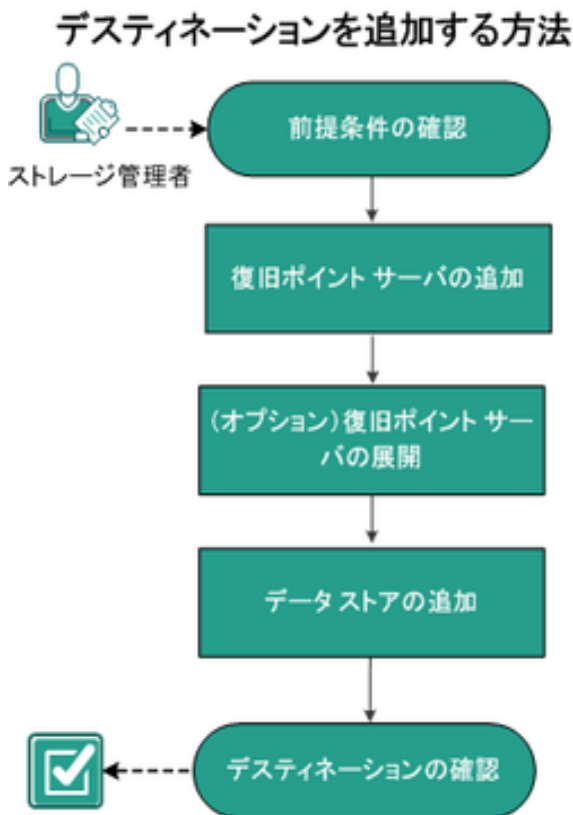 デスティネーションを追加する方法
前提条件の確認
ストレージ管理者
復旧ポイント サーバの追加
(オプション)復旧ポイント サー
バの展開
データ ストアの追加
デスティネーションの確認